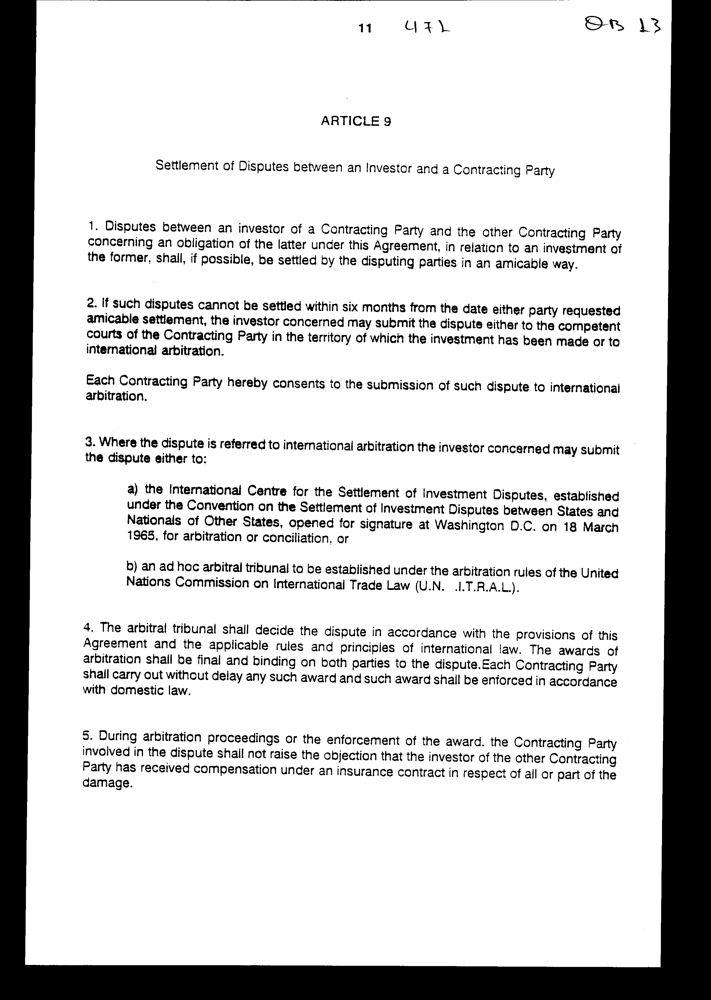 11 471 ΘΒ 13
ARTICLE 9
Settlement of Disputes between an Investor and a Contracting Party
1. Disputes between an investor of a Contracting Party and the other Contracting Party
concerning an obligation of the latter under this Agreement, in relation to an investment of
the former, shall, if possible, be settled by the disputing parties in an amicable way.
2. If such disputes cannot be settled within six months from the date either party requested
amicable settlement, the investor concerned may submit the dispute either to the competent
courts of the Contracting Party in the territory of which the investment has been made or to
international arbitration.
Each Contracting Party hereby consents to the submission of such dispute to international
arbitration.
3. Where the dispute is referred to international arbitration the investor concerned may submit
the dispute either to:
a) the International Centre for the Settlement of Investment Disputes, established
under the Convention on the Settlement of Investment Disputes between States and
Nationals of Other States, opened for signature at Washington D.C. on 18 March
1965, for arbitration or conciliation, or
b) an ad hoc arbitral tribunal to be established under the arbitration rules of the United
Nations Commission on International Trade Law (U.N. .I.T.R.A.L.).
4. The arbitral tribunal shall decide the dispute in accordance with the provisions of this
Agreement and the applicable rules and principles of international law. The awards of
arbitration shall be final and binding on both parties to the dispute.Each Contracting Party
shall carry out without delay any such award and such award shall be enforced in accordance
with domestic law.
5. During arbitration proceedings or the enforcement of the award. the Contracting Party
involved in the dispute shall not raise the objection that the investor of the other Contracting
Party has received compensation under an insurance contract in respect of all or part of the
damage.